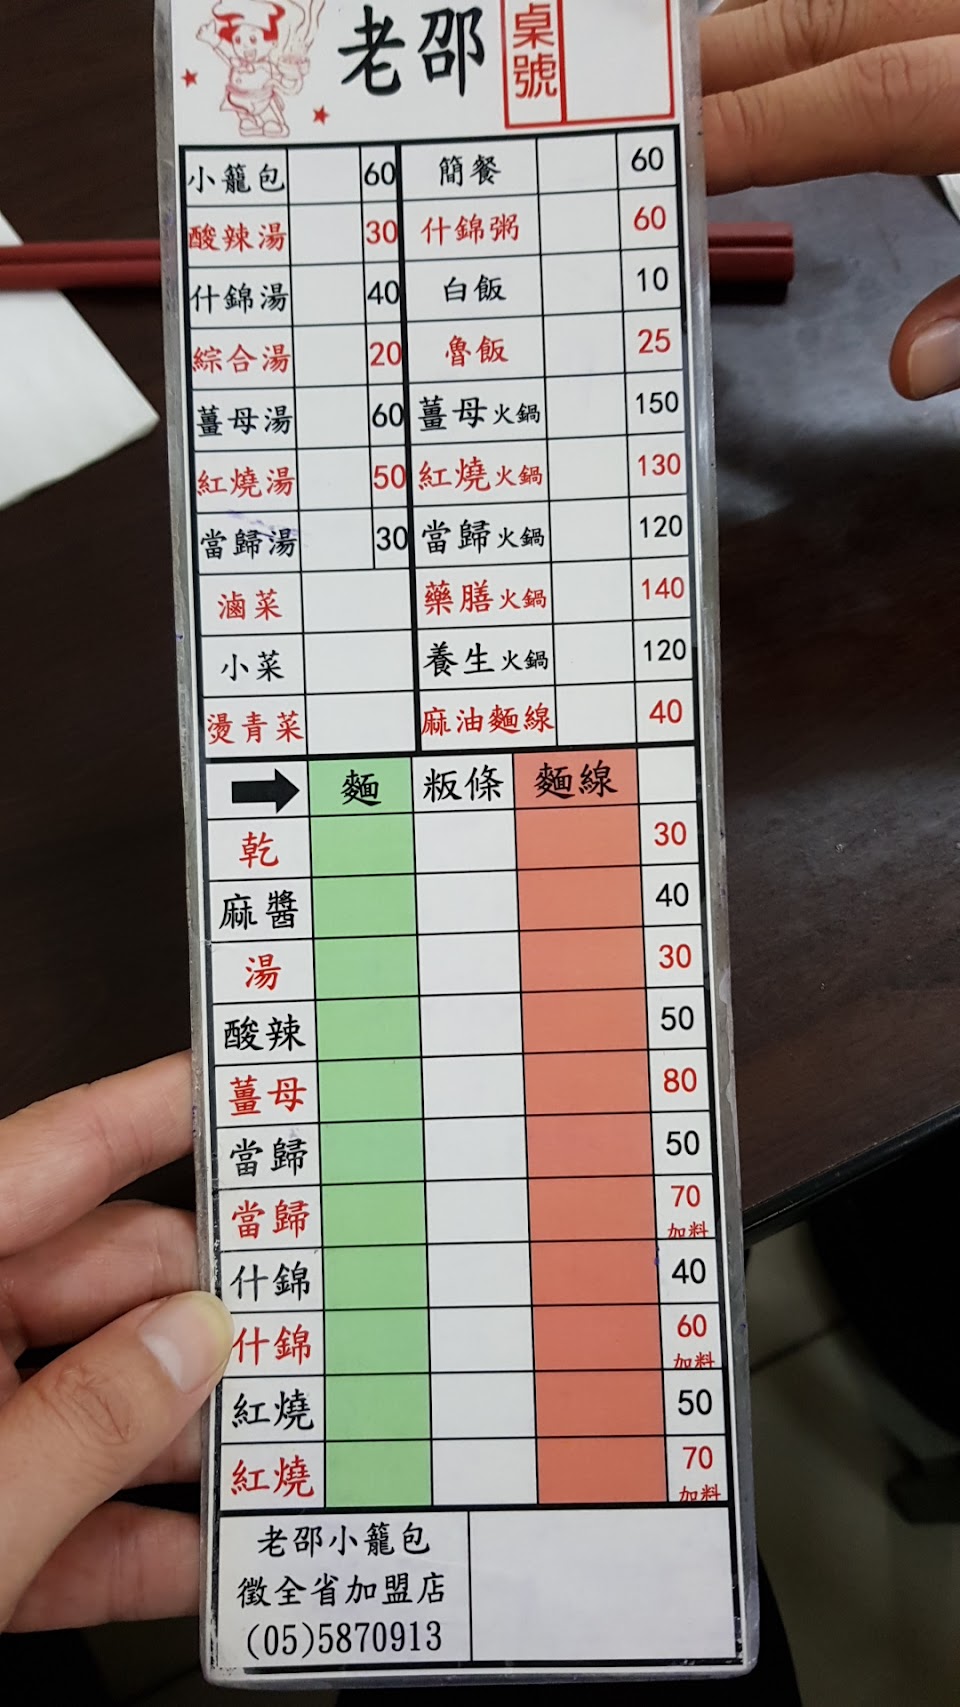 老邵 桌號
小籠包 60 簡餐 60
酸辣湯 30 什錦粥 60
什錦湯 40 白飯 10
綜合湯 20 魯飯 25
薑母湯 60 薑母火鍋 150
紅燒湯 50 紅燒火鍋 130
當歸湯 30 當歸火鍋 120
滷菜 藥膳火鍋 140
小菜 養生火鍋 120
燙青菜 麻油麵線 40
麵 粄條 麵線
乾 30
麻醬 40
湯 30
酸辣 50
薑母 80
當歸 50
當歸 70 加料
什錦 40
什錦 60 加料
紅燒 50
紅燒 70 加料
老邵小籠包
徵全省加盟店
(05)5870913